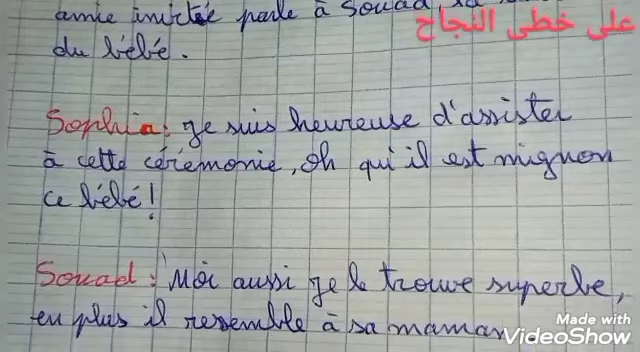 amie invitée parle à Souad, sa
على خطى النجاح
du bébé.
Sophia: je suis heureuse d'assister
à cette cérémonie, Oh qui il est mignon
ce bébé!
Souad: Moi aussi je le trouve superbe,
en plus il ressemble à sa maman
Made with
VideoShow